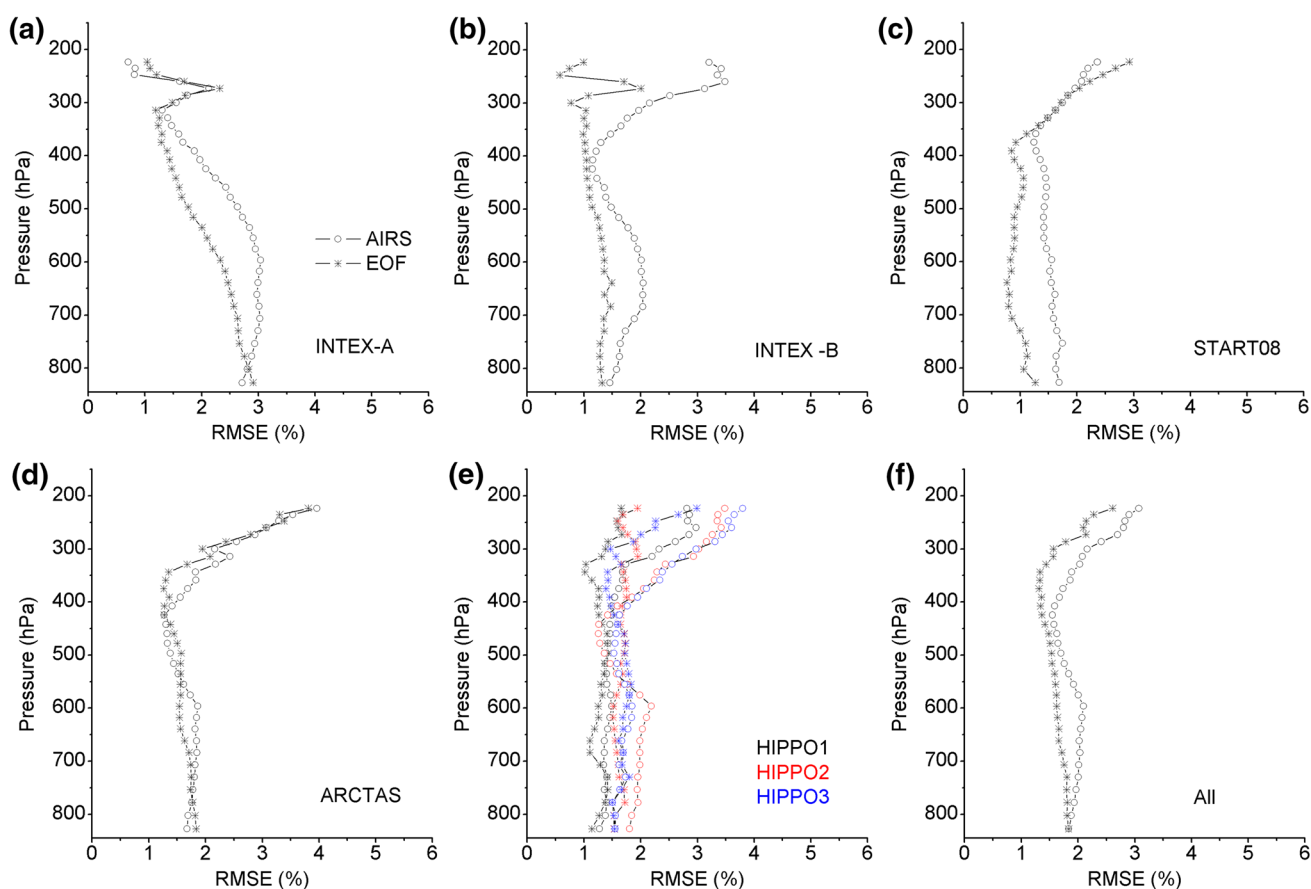 (a)
200
300
400
500
600
700
800
Pressure (hPa)
AIRS
EOF
INTEX-A
0 1 2 3 4 5 6
RMSE (%)
(b)
200
300
400
500
600
700
800
Pressure (hPa)
INTEX -B
0 1 2 3 4 5 6
RMSE (%)
(c)
200
300
400
500
600
700
800
Pressure (hPa)
START08
0 1 2 3 4 5 6
RMSE (%)
(d)
200
300
400
500
600
700
800
Pressure (hPa)
ARCTAS
0 1 2 3 4 5 6
RMSE (%)
(e)
200
300
400
500
600
700
800
Pressure (hPa)
HIPPO1
HIPPO2
HIPPO3
0 1 2 3 4 5 6
RMSE (%)
(f)
200
300
400
500
600
700
800
Pressure (hPa)
All
0 1 2 3 4 5 6
RMSE (%)